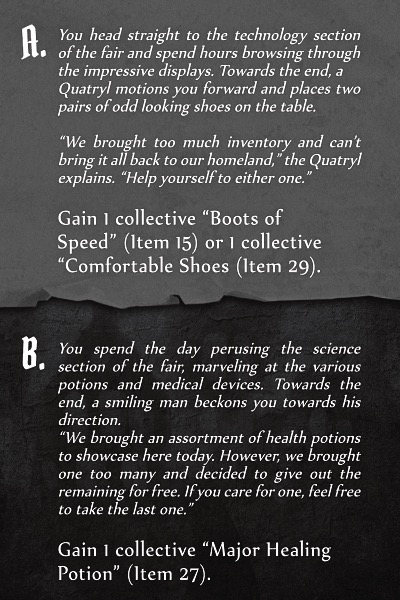 A. You head straight to the technology section
of the fair and spend hours browsing through
the impressive displays. Towards the end, a
Quatryl motions you forward and places two
pairs of odd looking shoes on the table.
“We brought too much inventory and can't
bring it all back to our homeland,” the Quatryl
explains. “Help yourself to either one.”
Gain 1 collective “Boots of
Speed” (Item 15) or 1 collective
“Comfortable Shoes (Item 29).
B. You spend the day perusing the science
section of the fair, marveling at the various
potions and medical devices. Towards the
end, a smiling man beckons you towards his
direction.
“We brought an assortment of health potions
to showcase here today. However, we brought
one too many and decided to give out the
remaining for free. If you care for one, feel free
to take the last one.”
Gain 1 collective “Major Healing
Potion” (Item 27).